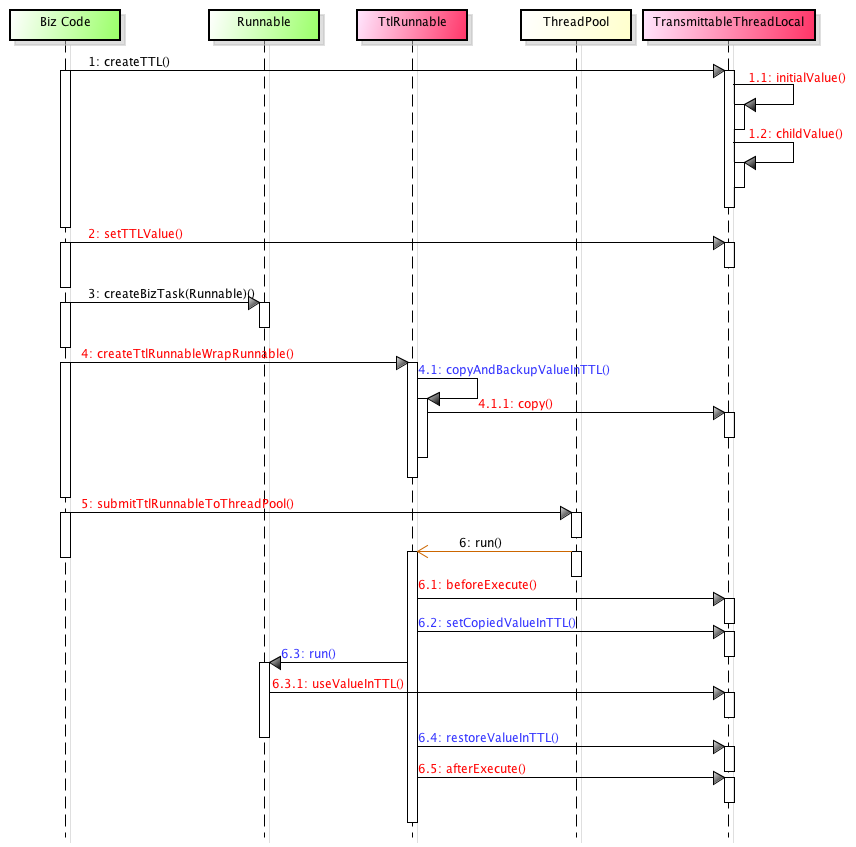 Biz Code
Runnable
TtlRunnable
ThreadPool
TransmittableThreadLocal
1: createTTL()
1.1: initialValue()
1.2: childValue()
2: setTTLValue()
3: createBizTask(Runnable)()
4: createTtlRunnableWrapRunnable()
4.1: copyAndBackupValueInTTL()
4.1.1: copy()
5: submitTtlRunnableToThreadPool()
6: run()
6.1: beforeExecute()
6.2: setCopiedValueInTTL()
6.3: run()
6.3.1: useValueInTTL()
6.4: restoreValueInTTL()
6.5: afterExecute()